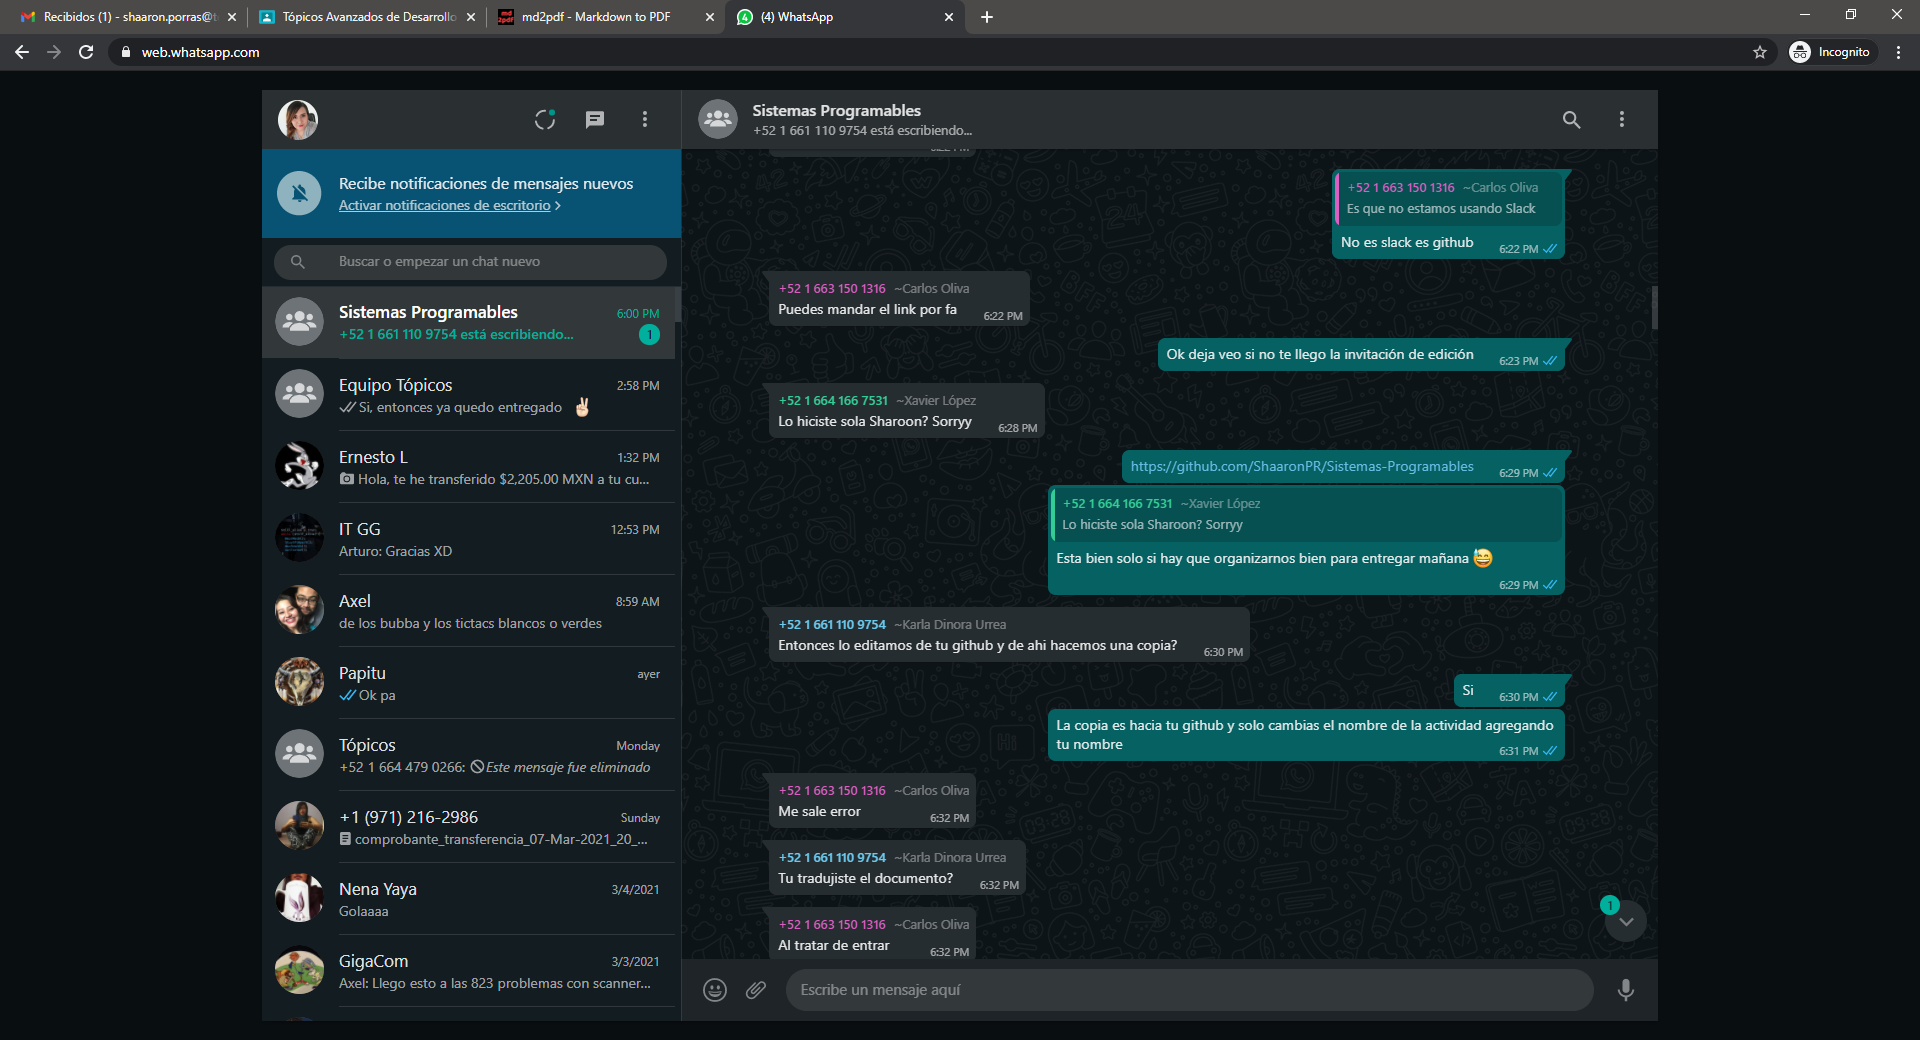 Recibidos (1) - shaaron.porras@t
Tópicos Avanzados de Desarrollo
md2pdf - Markdown to PDF
(4) WhatsApp
web.whatsapp.com
Incognito
Recibe notificaciones de mensajes nuevos
Activar notificaciones de escritorio >
Buscar o empezar un chat nuevo
Sistemas Programables 6:00 PM
+52 1 661 110 9754 está escribiendo... 1
Equipo Tópicos 2:58 PM
Si, entonces ya quedo entregado ✌🏻
Ernesto L 1:32 PM
Hola, te he transferido $2,205.00 MXN a tu cu...
IT GG 12:53 PM
Arturo: Gracias XD
Axel 8:59 AM
de los bubba y los tictacs blancos o verdes
Papitu ayer
Ok pa
Tópicos Monday
+52 1 664 479 0266: Este mensaje fue eliminado
+1 (971) 216-2986 Sunday
comprobante_transferencia_07-Mar-2021_20_...
Nena Yaya 3/4/2021
Golaaaa
GigaCom 3/3/2021
Axel: Llego esto a las 823 problemas con scanner...
Sistemas Programables
+52 1 661 110 9754 está escribiendo...
6:22 PM
+52 1 663 150 1316 ~Carlos Oliva
Es que no estamos usando Slack
No es slack es github 6:22 PM
+52 1 663 150 1316 ~Carlos Oliva
Puedes mandar el link por fa 6:22 PM
Ok deja veo si no te llego la invitación de edición 6:23 PM
+52 1 664 166 7531 ~Xavier López
Lo hiciste sola Sharoon? Sorryy 6:28 PM
https://github.com/ShaaronPR/Sistemas-Programables 6:29 PM
+52 1 664 166 7531 ~Xavier López
Lo hiciste sola Sharoon? Sorryy
Esta bien solo si hay que organizarnos bien para entregar mañana 😅
6:29 PM
+52 1 661 110 9754 ~Karla Dinora Urrea
Entonces lo editamos de tu github y de ahi hacemos una copia? 6:30 PM
Si 6:30 PM
La copia es hacia tu github y solo cambias el nombre de la actividad agregando
tu nombre 6:31 PM
+52 1 663 150 1316 ~Carlos Oliva
Me sale error 6:32 PM
+52 1 661 110 9754 ~Karla Dinora Urrea
Tu tradujiste el documento? 6:32 PM
+52 1 663 150 1316 ~Carlos Oliva
Al tratar de entrar 6:32 PM
1
Escribe un mensaje aquí